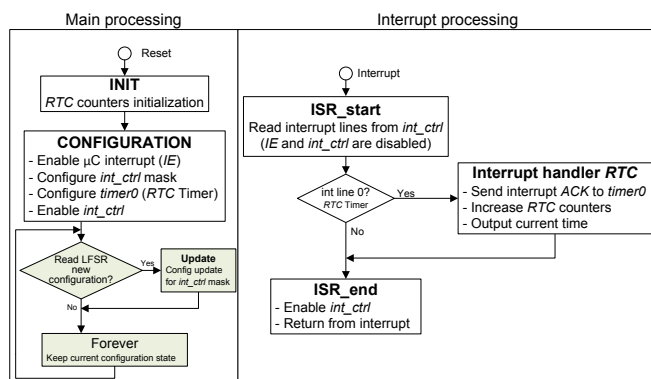 Main processing
Reset
INIT
RTC counters initialization
CONFIGURATION
- Enable µC interrupt (IE)
- Configure int_ctrl mask
- Configure timer0 (RTC Timer)
- Enable int_ctrl
Read LFSR
new
configuration?
Yes
Update
Config update
for int_ctrl mask
No
Forever
Keep current configuration state
Interrupt processing
Interrupt
ISR_start
Read interrupt lines from int_ctrl
(IE and int_ctrl are disabled)
int line 0?
RTC Timer
Yes
Interrupt handler RTC
- Send interrupt ACK to timer0
- Increase RTC counters
- Output current time
No
ISR_end
- Enable int_ctrl
- Return from interrupt